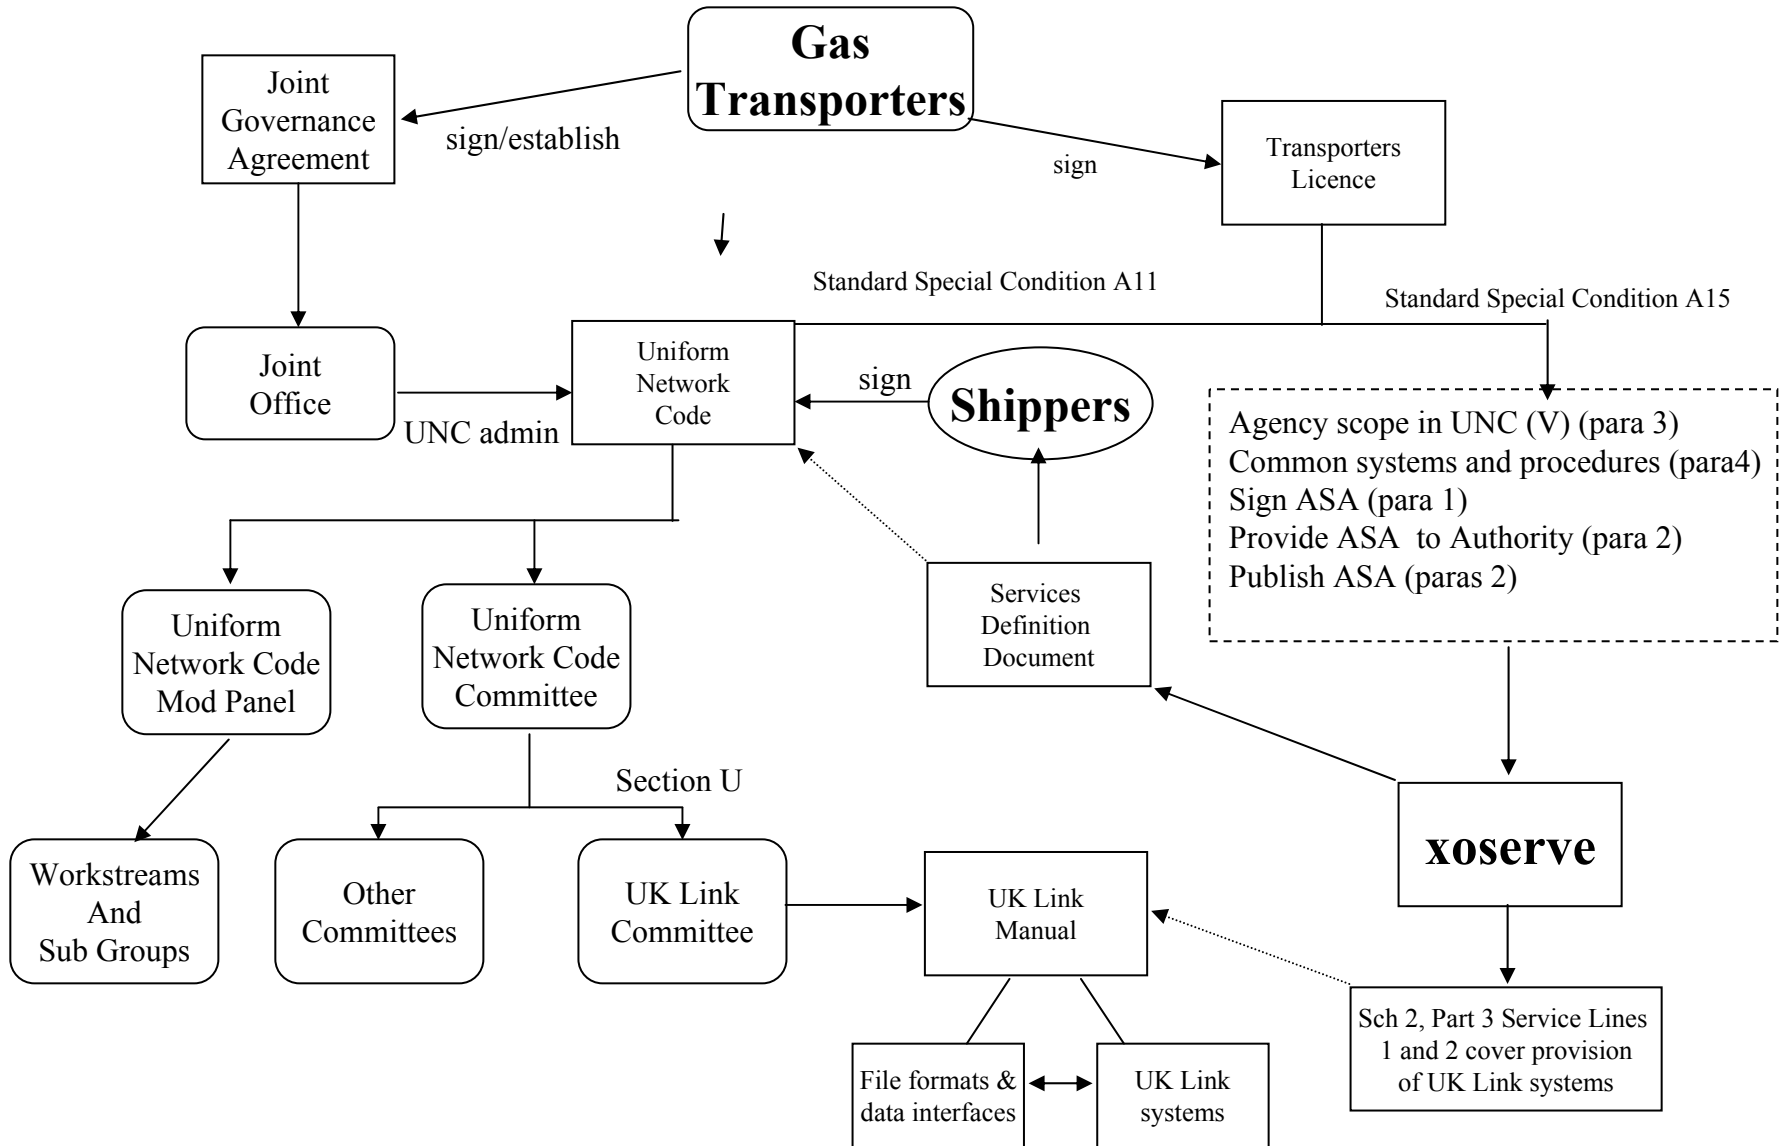 Gas
Transporters
Joint
Governance
Agreement
sign/establish
sign
Transporters
Licence
Standard Special Condition A11
Standard Special Condition A15
Joint
Office
UNC admin
Uniform
Network
Code
sign
Shippers
Agency scope in UNC (V) (para 3)
Common systems and procedures (para4)
Sign ASA (para 1)
Provide ASA  to Authority (para 2)
Publish ASA (paras 2)
Services
Definition
Document
Uniform
Network Code
Mod Panel
Uniform
Network Code
Committee
Section U
xoserve
Workstreams
And
Sub Groups
Other
Committees
UK Link
Committee
UK Link
Manual
Sch 2, Part 3 Service Lines
1 and 2 cover provision
of UK Link systems
File formats &
data interfaces
UK Link
systems